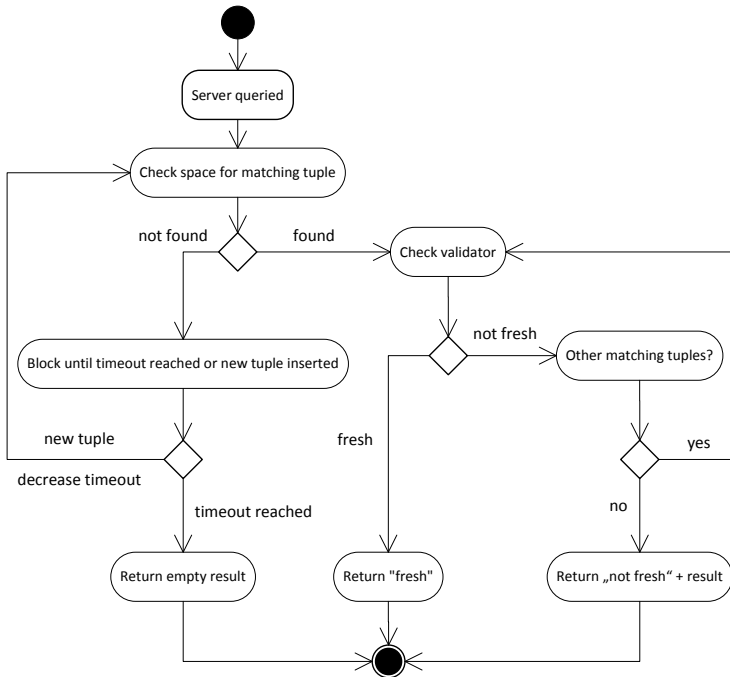 Server queried
Check space for matching tuple
not found
found
Check validator
not fresh
Other matching tuples?
Block until timeout reached or new tuple inserted
new tuple
decrease timeout
fresh
yes
timeout reached
no
Return empty result
Return "fresh"
Return „not fresh“ + result